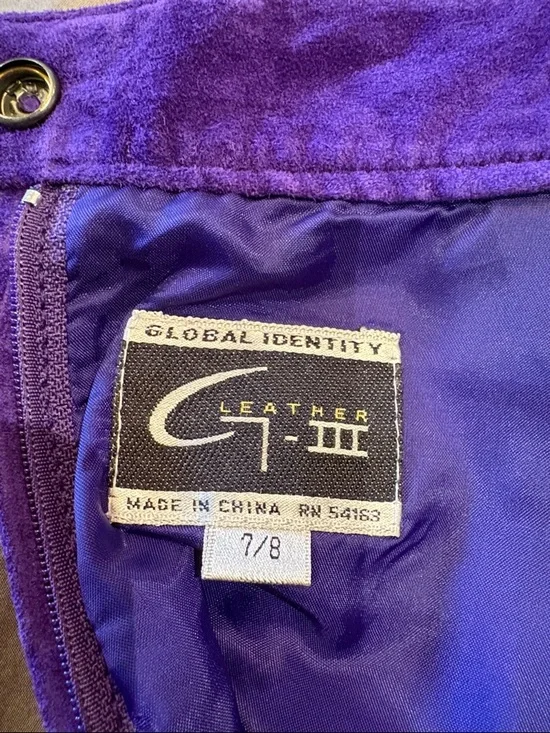 GLOBAL IDENTITY
LEATHER
G-III
MADE IN CHINA RN 54163
7/8